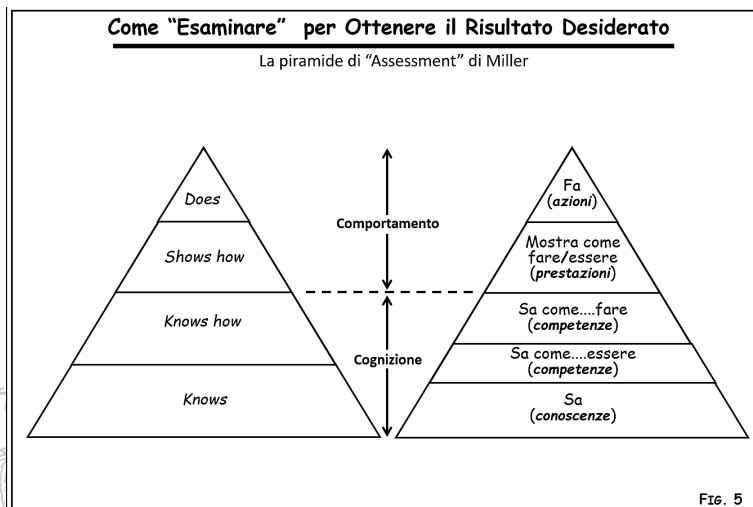 Come “Esaminare” per Ottenere il Risultato Desiderato
La piramide di “Assessment” di Miller
Does
Shows how
Knows how
Knows
Comportamento
Cognizione
Fa
(azioni)
Mostra come
fare/essere
(prestazioni)
Sa come....fare
(competenze)
Sa come....essere
(competenze)
Sa
(conoscenze)
FIG. 5